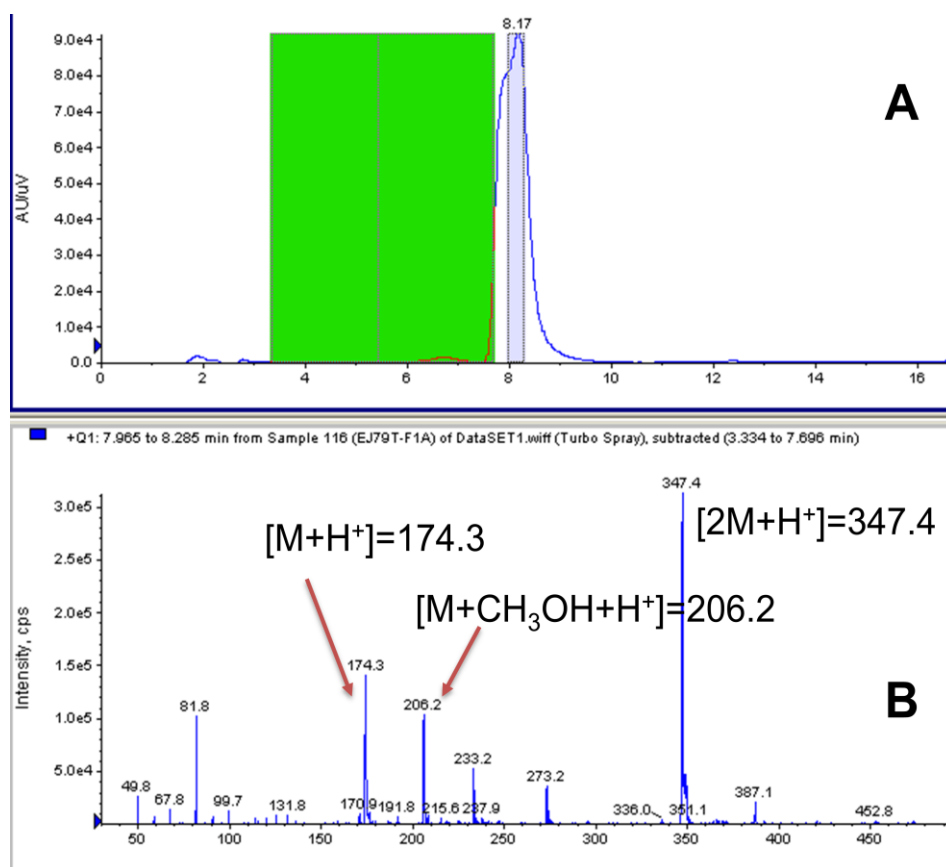 8.17
9.0e4
8.0e4
7.0e4
6.0e4
5.0e4
4.0e4
3.0e4
2.0e4
1.0e4
0.0
AU/uV
A
0 2 4 6 8 10 12 14 16
+Q1: 7.965 to 8.285 min from Sample 116 (EJ79T-F1A) of DataSET1.wiff (Turbo Spray), subtracted (3.334 to 7.696 min)
347.4
3.0e5
2.5e5
2.0e5
1.5e5
1.0e5
5.0e4
Intensity, cps
[M+H⁺]=174.3
[2M+H⁺]=347.4
[M+CH₃OH+H⁺]=206.2
174.3
81.8
206.2
B
233.2
49.8
67.8
99.7
131.8
170.9
191.8
215.6
237.9
273.2
336.0
351.1
387.1
452.8
50 100 150 200 250 300 350 400 450